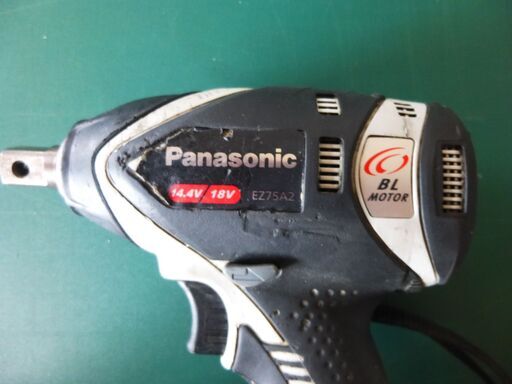 Panasonic
14.4V/18V EZ75A2
BL
MOTOR